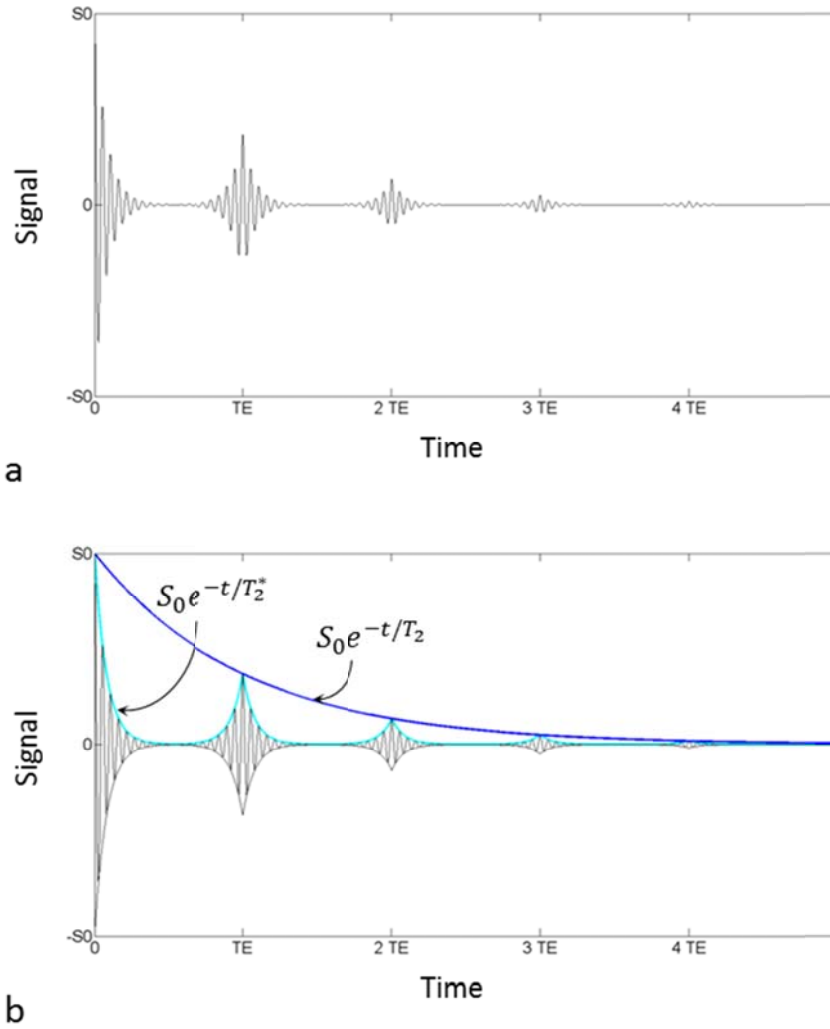 S0
Signal
0
-S0
0 TE 2 TE 3 TE 4 TE
Time
a
S0
S₀e^{-t/T₂*}
S₀e^{-t/T₂}
Signal
0
-S0
0 TE 2 TE 3 TE 4 TE
Time
b